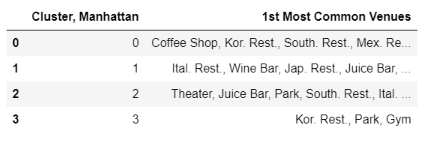 Cluster, Manhattan 1st Most Common Venues
0 0 Coffee Shop, Kor. Rest., South. Rest., Mex. Re...
1 1 Ital. Rest., Wine Bar, Jap. Rest., Juice Bar, ...
2 2 Theater, Juice Bar, Park, South. Rest., Ital. ...
3 3 Kor. Rest., Park, Gym